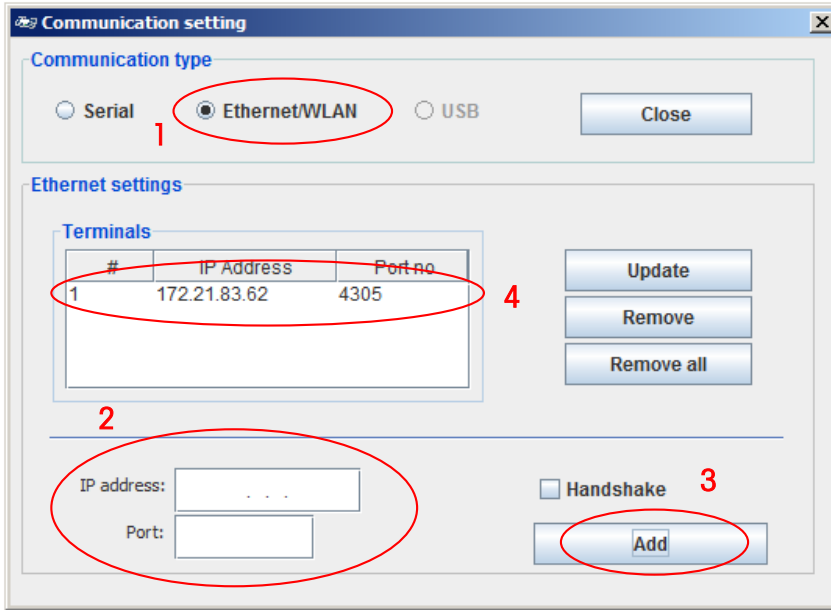 Communication setting
Communication type
Serial
Ethernet/WLAN
USB
Close
1
Ethernet settings
Terminals
# IP Address Port no
1 172.21.83.62 4305
4
Update
Remove
Remove all
2
IP address: . . .
Port:
Handshake
3
Add